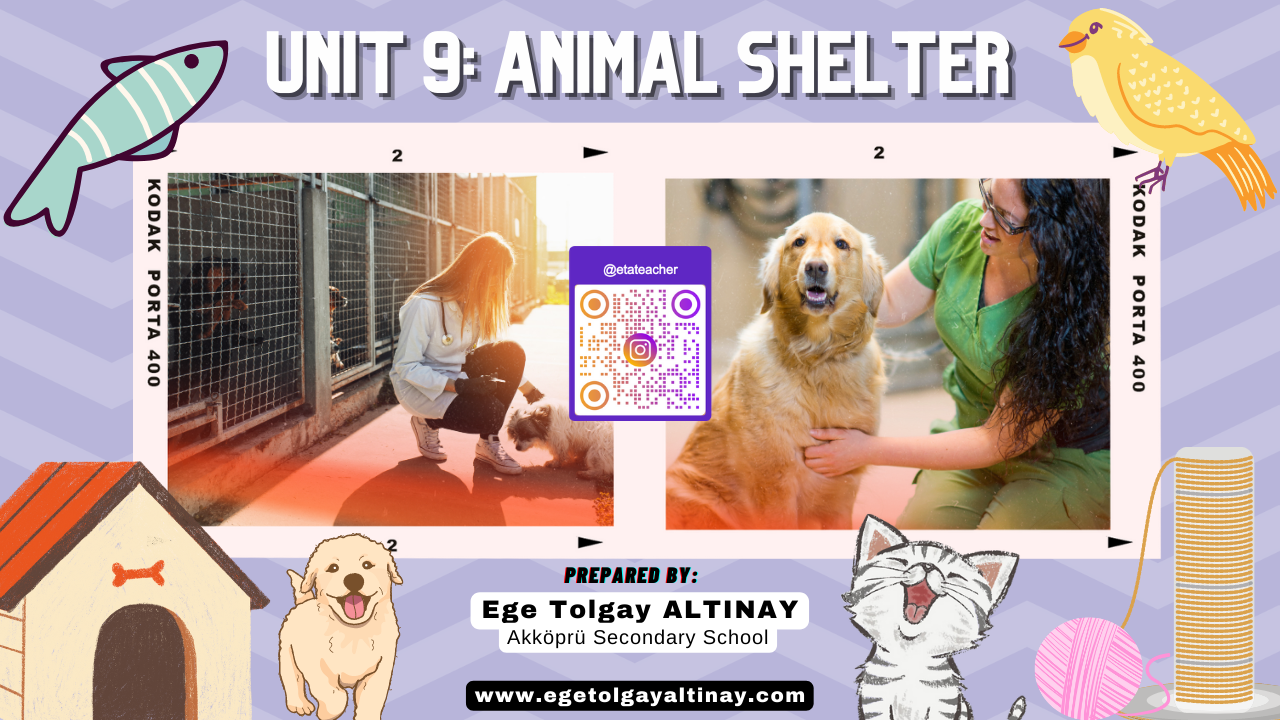 UNIT 9: ANIMAL SHELTER
2
2
KODAK PORTA 400
KODAK PORTA 400
@etateacher
2
PREPARED BY:
Ege Tolgay ALTINAY
Akköprü Secondary School
www.egetolgayaltinay.com